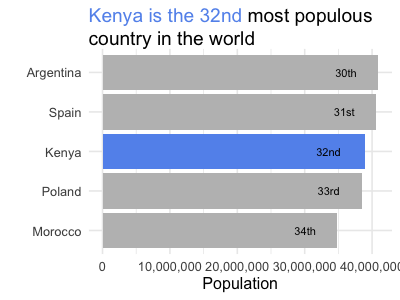 Kenya is the 32nd most populous
country in the world
Argentina 30th
Spain 31st
Kenya 32nd
Poland 33rd
Morocco 34th
0 10,000,000 20,000,000 30,000,000 40,000,000
Population